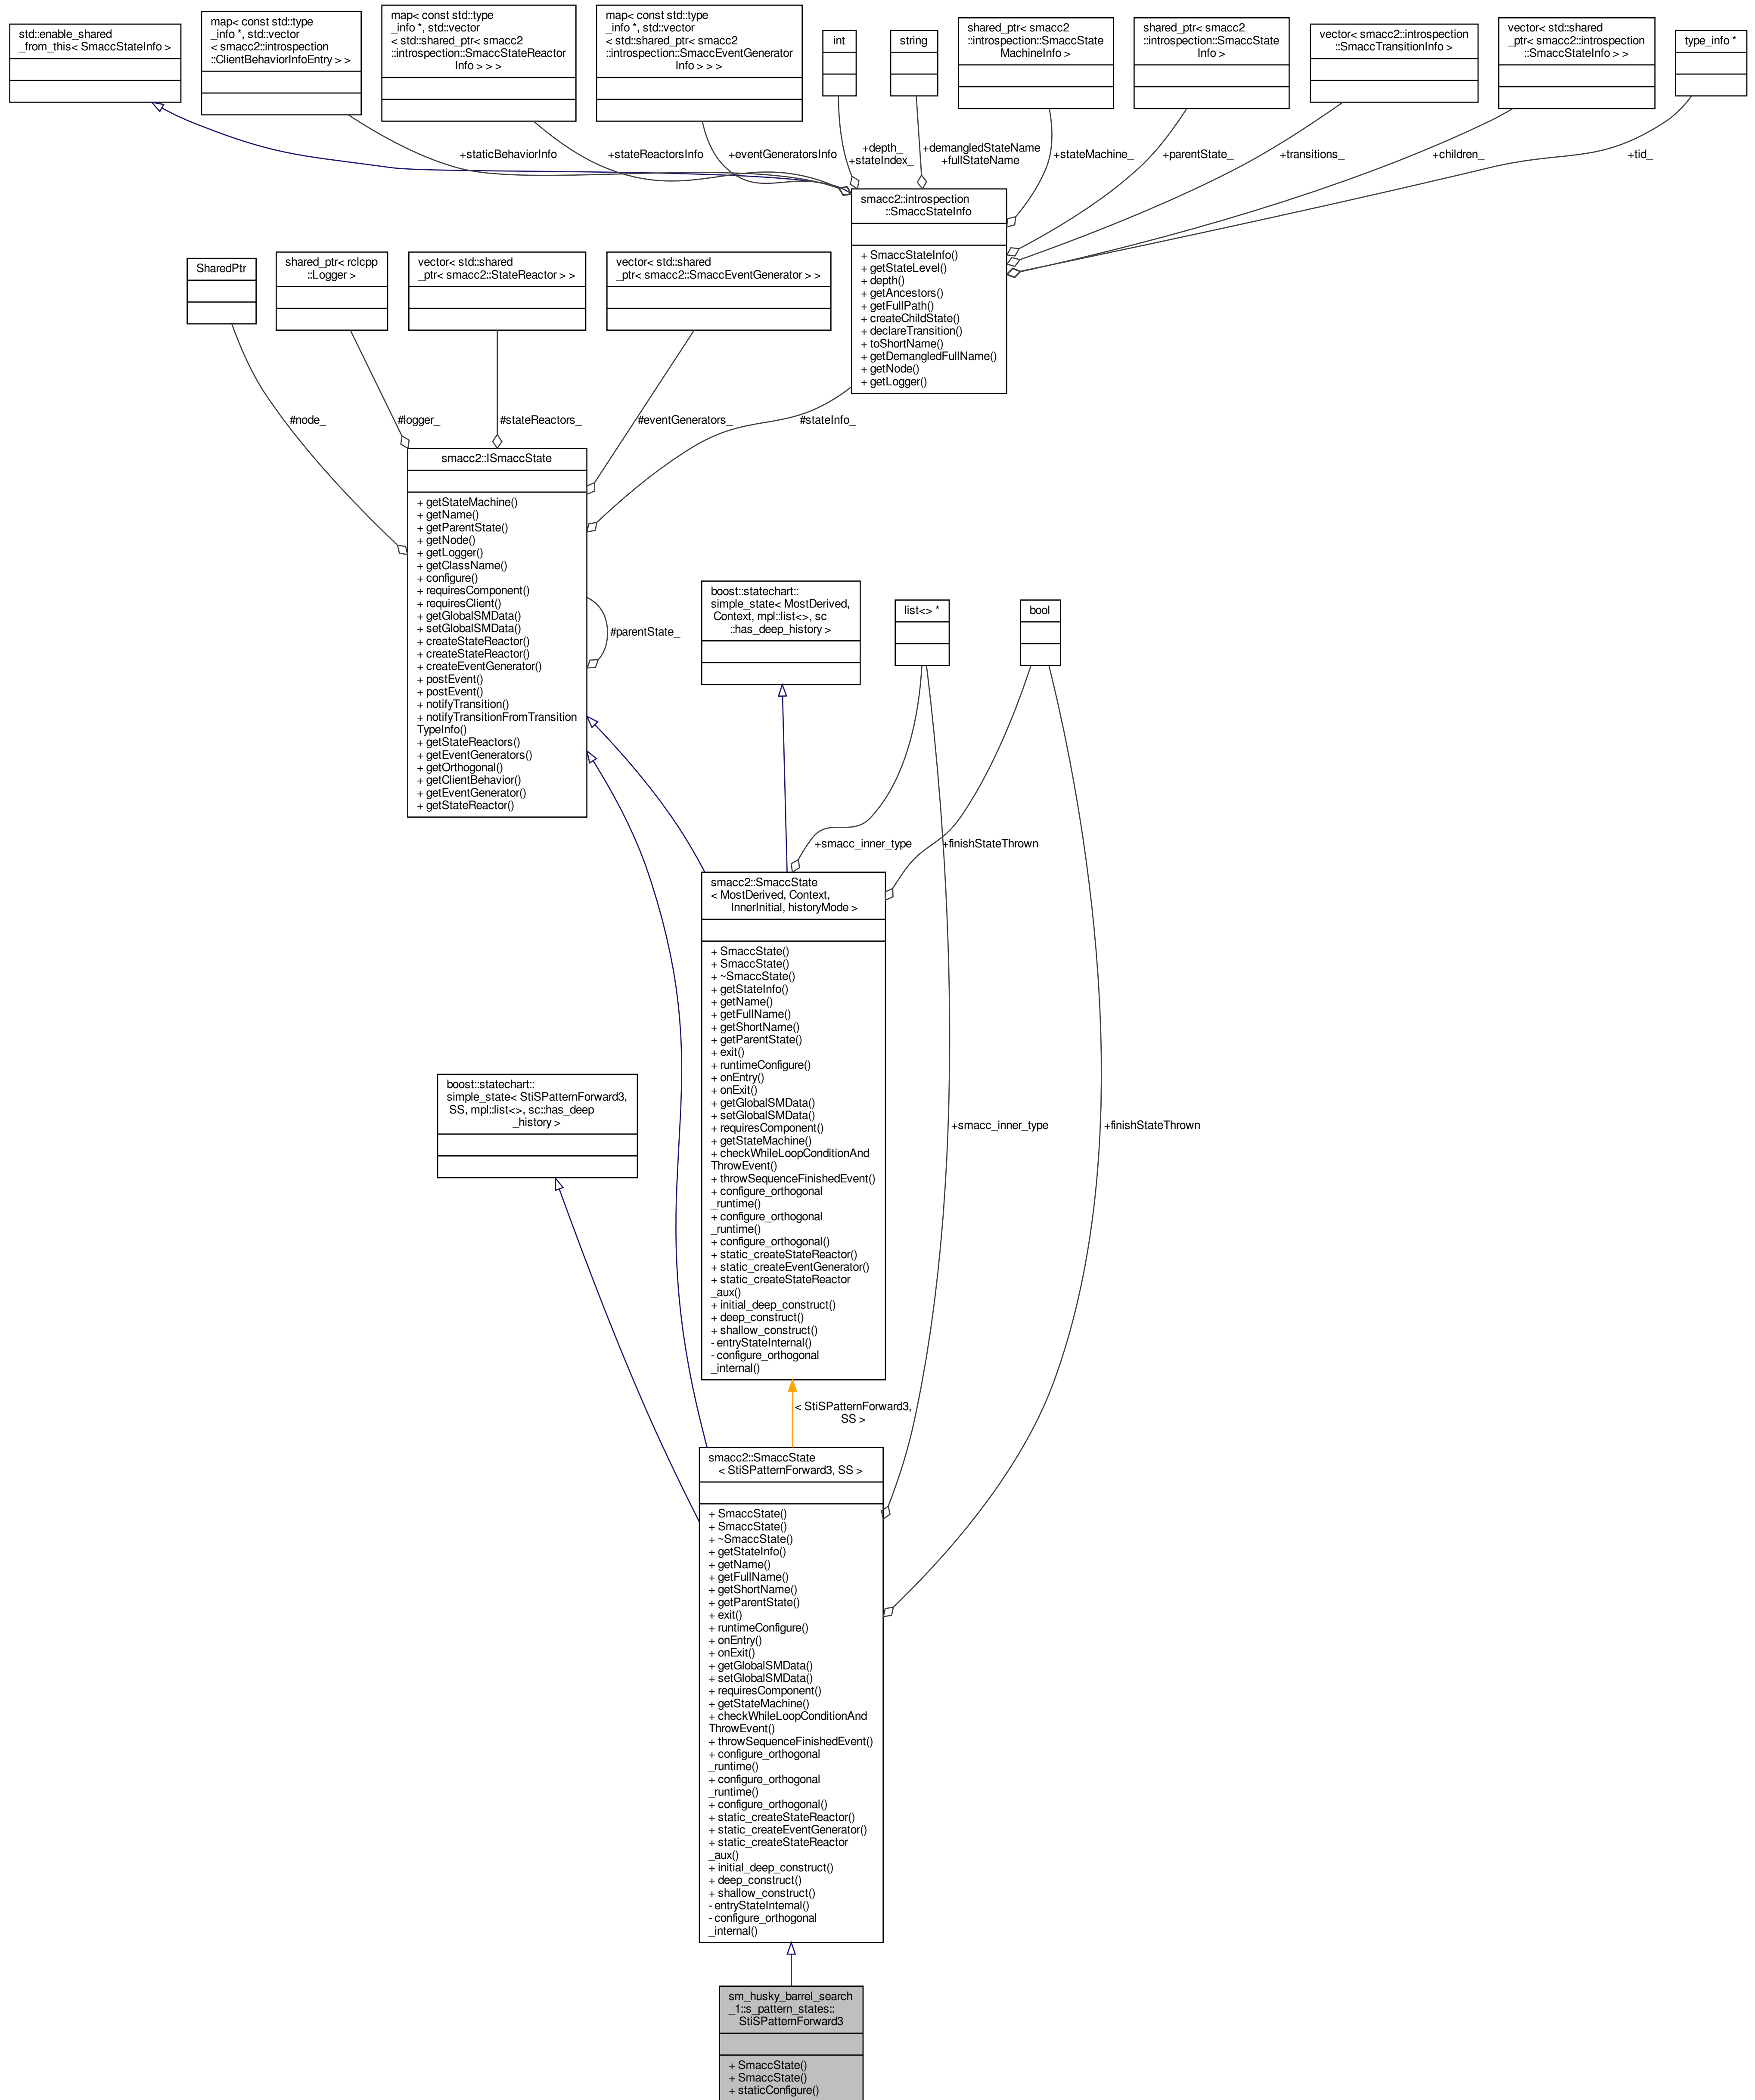 std::enable_shared
_from_this< SmaccStateInfo >
map< const std::type
_info *, std::vector
< smacc2::introspection
::ClientBehaviorInfoEntry > >
map< const std::type
_info *, std::vector
< std::shared_ptr< smacc2
::introspection::SmaccStateReactor
Info > > >
map< const std::type
_info *, std::vector
< std::shared_ptr< smacc2
::introspection::SmaccEventGenerator
Info > > >
int
string
shared_ptr< smacc2
::introspection::SmaccState
MachineInfo >
shared_ptr< smacc2
::introspection::SmaccState
Info >
vector< smacc2::introspection
::SmaccTransitionInfo >
vector< std::shared
_ptr< smacc2::introspection
::SmaccStateInfo > >
type_info *
+staticBehaviorInfo
+stateReactorsInfo
+eventGeneratorsInfo
+depth_
+stateIndex_
+demangledStateName
+fullStateName
+stateMachine_
+parentState_
+transitions_
+children_
+tid_
smacc2::introspection
::SmaccStateInfo
+ SmaccStateInfo()
+ getStateLevel()
+ depth()
+ getAncestors()
+ getFullPath()
+ createChildState()
+ declareTransition()
+ toShortName()
+ getDemangledFullName()
+ getNode()
+ getLogger()
SharedPtr
shared_ptr< rclcpp
::Logger >
vector< std::shared
_ptr< smacc2::StateReactor > >
vector< std::shared
_ptr< smacc2::SmaccEventGenerator > >
#node_
#logger_
#stateReactors_
#eventGenerators_
#stateInfo_
smacc2::ISmaccState
+ getStateMachine()
+ getName()
+ getParentState()
+ getNode()
+ getLogger()
+ getClassName()
+ configure()
+ requiresComponent()
+ requiresClient()
+ getGlobalSMData()
+ setGlobalSMData()
+ createStateReactor()
+ createStateReactor()
+ createEventGenerator()
+ postEvent()
+ postEvent()
+ notifyTransition()
+ notifyTransitionFromTransition
TypeInfo()
+ getStateReactors()
+ getEventGenerators()
+ getOrthogonal()
+ getClientBehavior()
+ getEventGenerator()
+ getStateReactor()
#parentState_
boost::statechart::
simple_state< MostDerived,
Context, mpl::list<>, sc
::has_deep_history >
list<> *
bool
+smacc_inner_type
+finishStateThrown
smacc2::SmaccState
< MostDerived, Context,
InnerInitial, historyMode >
+ SmaccState()
+ SmaccState()
+ ~SmaccState()
+ getStateInfo()
+ getName()
+ getFullName()
+ getShortName()
+ getParentState()
+ exit()
+ runtimeConfigure()
+ onEntry()
+ onExit()
+ getGlobalSMData()
+ setGlobalSMData()
+ requiresComponent()
+ getStateMachine()
+ checkWhileLoopConditionAnd
ThrowEvent()
+ throwSequenceFinishedEvent()
+ configure_orthogonal
_runtime()
+ configure_orthogonal
_runtime()
+ configure_orthogonal()
+ static_createStateReactor()
+ static_createEventGenerator()
+ static_createStateReactor
_aux()
+ initial_deep_construct()
+ deep_construct()
+ shallow_construct()
- entryStateInternal()
- configure_orthogonal
_internal()
boost::statechart::
simple_state< StiSPatternForward3,
SS, mpl::list<>, sc::has_deep
_history >
+smacc_inner_type
+finishStateThrown
< StiSPatternForward3,
SS >
smacc2::SmaccState
< StiSPatternForward3, SS >
+ SmaccState()
+ SmaccState()
+ ~SmaccState()
+ getStateInfo()
+ getName()
+ getFullName()
+ getShortName()
+ getParentState()
+ exit()
+ runtimeConfigure()
+ onEntry()
+ onExit()
+ getGlobalSMData()
+ setGlobalSMData()
+ requiresComponent()
+ getStateMachine()
+ checkWhileLoopConditionAnd
ThrowEvent()
+ throwSequenceFinishedEvent()
+ configure_orthogonal
_runtime()
+ configure_orthogonal
_runtime()
+ configure_orthogonal()
+ static_createStateReactor()
+ static_createEventGenerator()
+ static_createStateReactor
_aux()
+ initial_deep_construct()
+ deep_construct()
+ shallow_construct()
- entryStateInternal()
- configure_orthogonal
_internal()
sm_husky_barrel_search
_1::s_pattern_states::
StiSPatternForward3
+ SmaccState()
+ SmaccState()
+ staticConfigure()